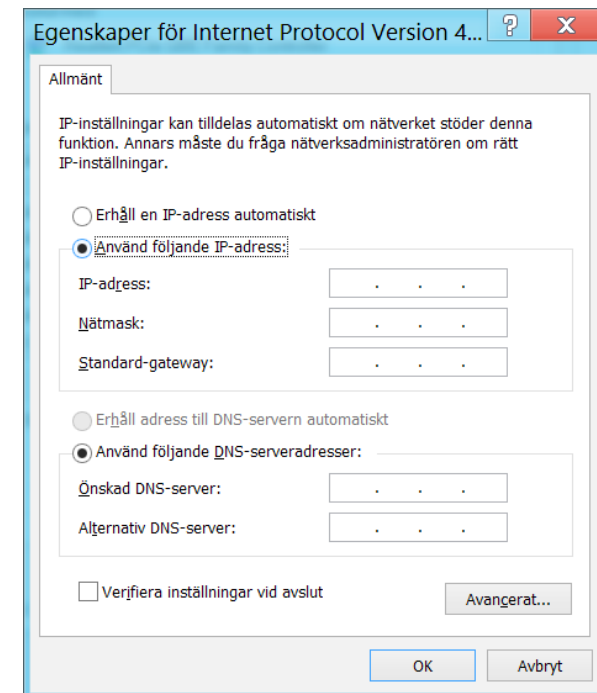 Egenskaper för Internet Protocol Version 4...
?
X
Allmänt
IP-inställningar kan tilldelas automatiskt om nätverket stöder denna
funktion. Annars måste du fråga nätverksadministratören om rätt
IP-inställningar.
Erhåll en IP-adress automatiskt
Använd följande IP-adress:
IP-adress:
. . .
Nätmask:
. . .
Standard-gateway:
. . .
Erhåll adress till DNS-servern automatiskt
Använd följande DNS-serveradresser:
Önskad DNS-server:
. . .
Alternativ DNS-server:
. . .
Verifiera inställningar vid avslut
Avancerat...
OK
Avbryt